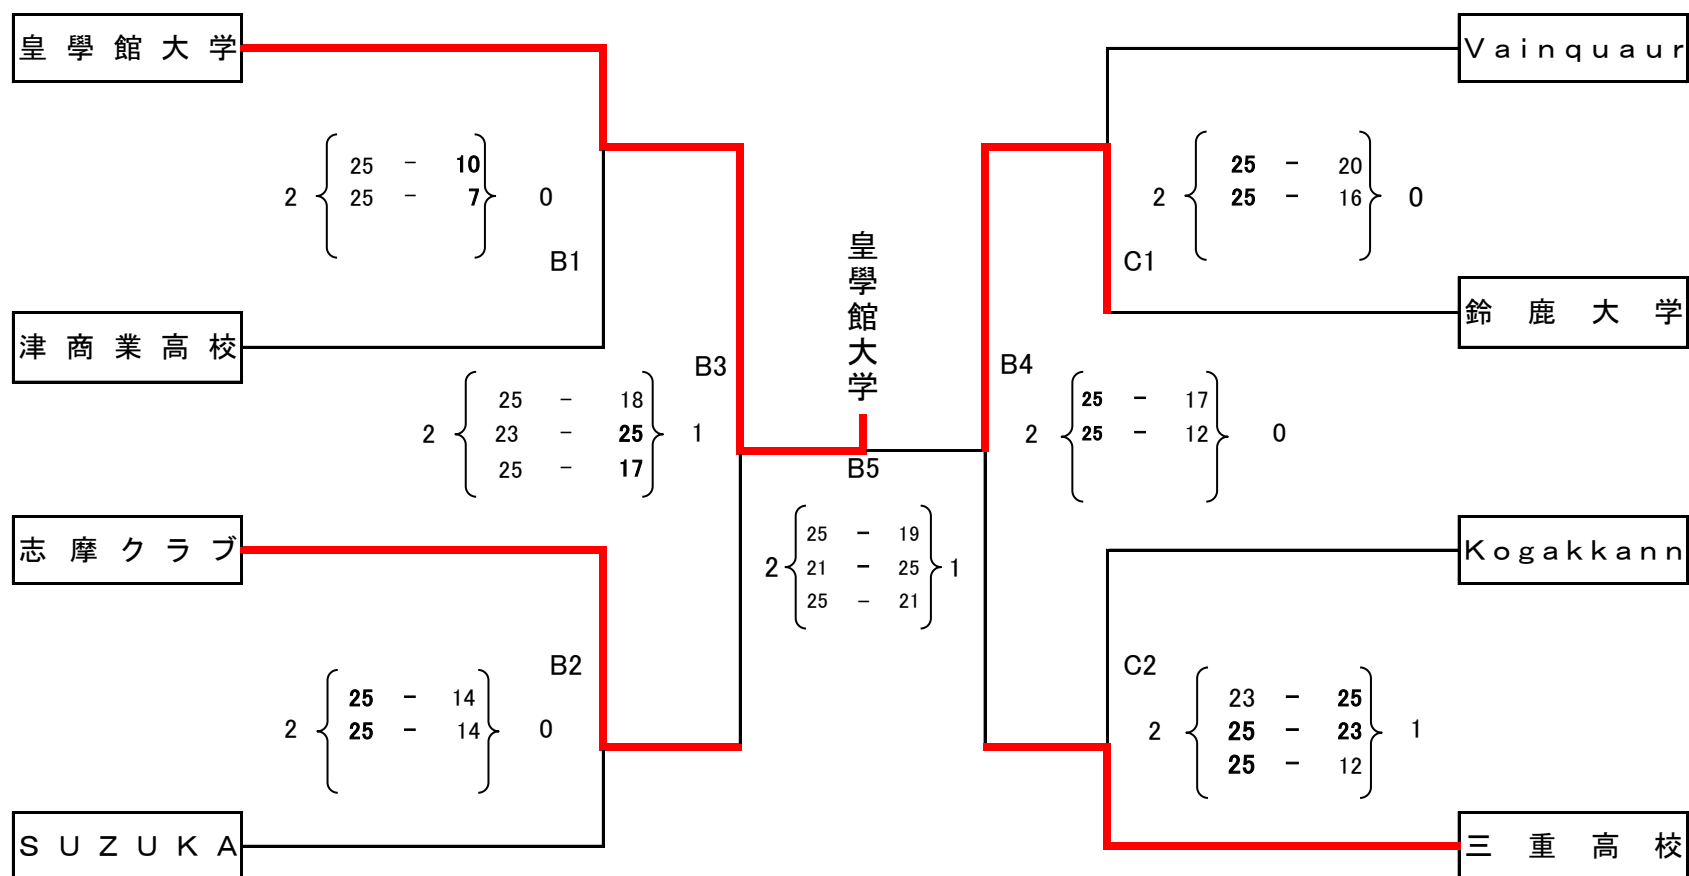 皇學館大学
Vainquaur
2 25 - 10 0
25 - 7
B1
2 25 - 20 0
25 - 16
C1
皇學館大学
津商業高校
鈴鹿大学
B3
2 25 - 18 1
23 - 25
25 - 17
B4
2 25 - 17 0
25 - 12
B5
2 25 - 19 1
21 - 25
25 - 21
志摩クラブ
Kogakkann
B2
2 25 - 14 0
25 - 14
C2
2 23 - 25 1
25 - 23
25 - 12
SUZUKA
三重高校